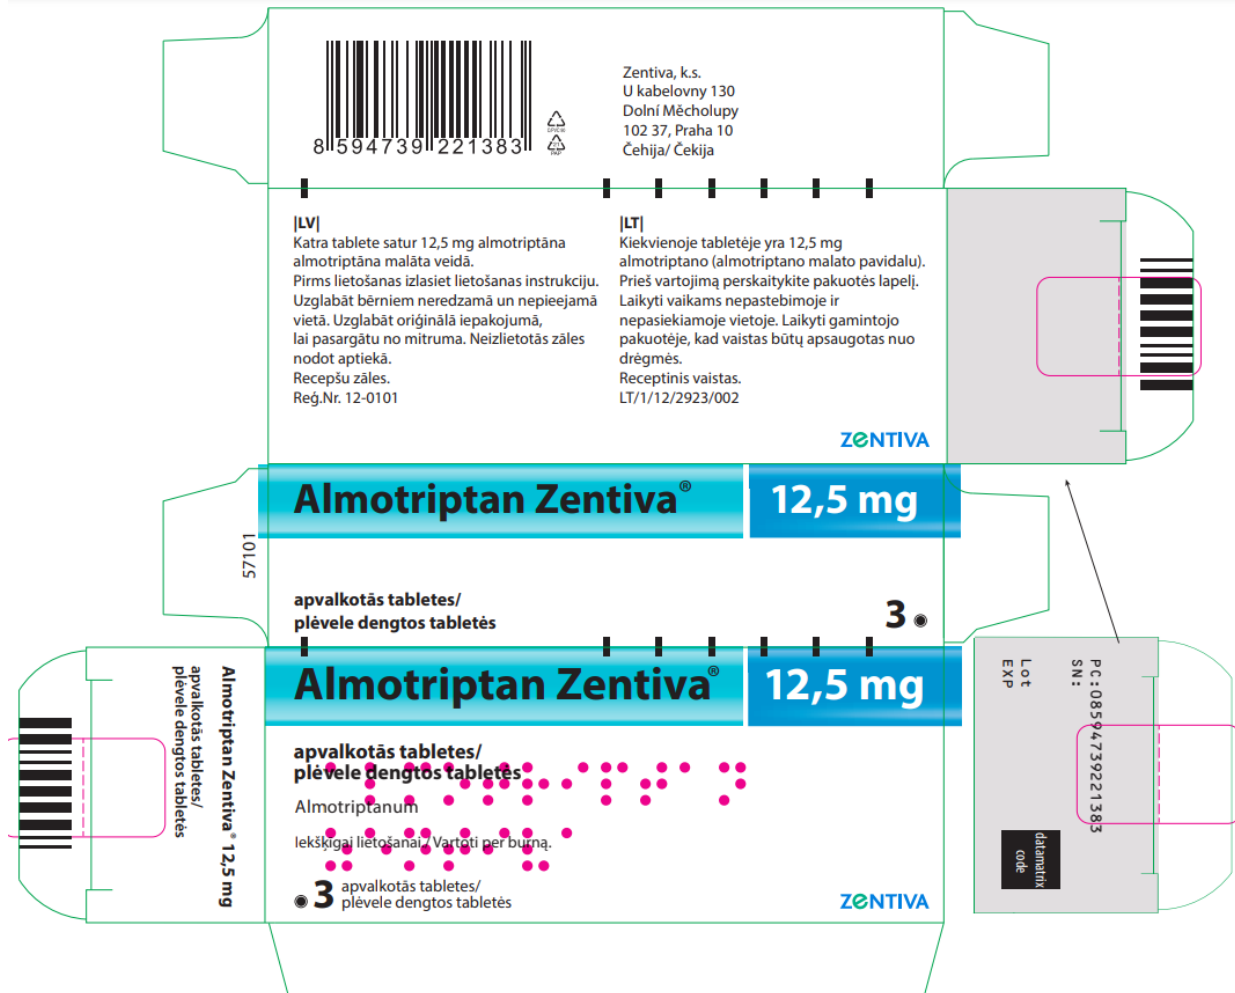 8 594739 221383
21
PAP
Zentiva, k.s.
U kabelovny 130
Dolní Měcholupy
102 37, Praha 10
Čehija/ Čekija
|LV|
Katra tablete satur 12,5 mg almotriptāna
almotriptāna malāta veidā.
Pirms lietošanas izlasiet lietošanas instrukciju.
Uzglabāt bērniem neredzamā un nepieejamā
vietā. Uzglabāt oriģinālā iepakojumā,
lai pasargātu no mitruma. Neizlietotās zāles
nodot aptiekā.
Recepšu zāles.
Reģ.Nr. 12-0101
|LT|
Kiekvienoje tabletėje yra 12,5 mg
almotriptano (almotriptano malato pavidalu).
Prieš vartojimą perskaitykite pakuotės lapelį.
Laikyti vaikams nepastebimoje ir
nepasiekiamoje vietoje. Laikyti gamintojo
pakuotėje, kad vaistas būtų apsaugotas nuo
drėgmės.
Receptinis vaistas.
LT/1/12/2923/002
ZENTIVA
Almotriptan Zentiva® 12,5 mg
57101
apvalkotās tabletes/
plėvele dengtos tabletės
3
Almotriptan Zentiva® 12,5 mg
apvalkotās tabletes/
plėvele dengtos tabletės
Almotriptanum
Iekšķīgai lietošanai / Vartoti per burną.
3 apvalkotās tabletes/
plėvele dengtos tabletės
ZENTIVA
Almotriptan Zentiva® 12,5 mg
apvalkotās tabletes/
plėvele dengtos tabletės
PC:08594739221383
SN:
Lot
EXP
datamatrix
code